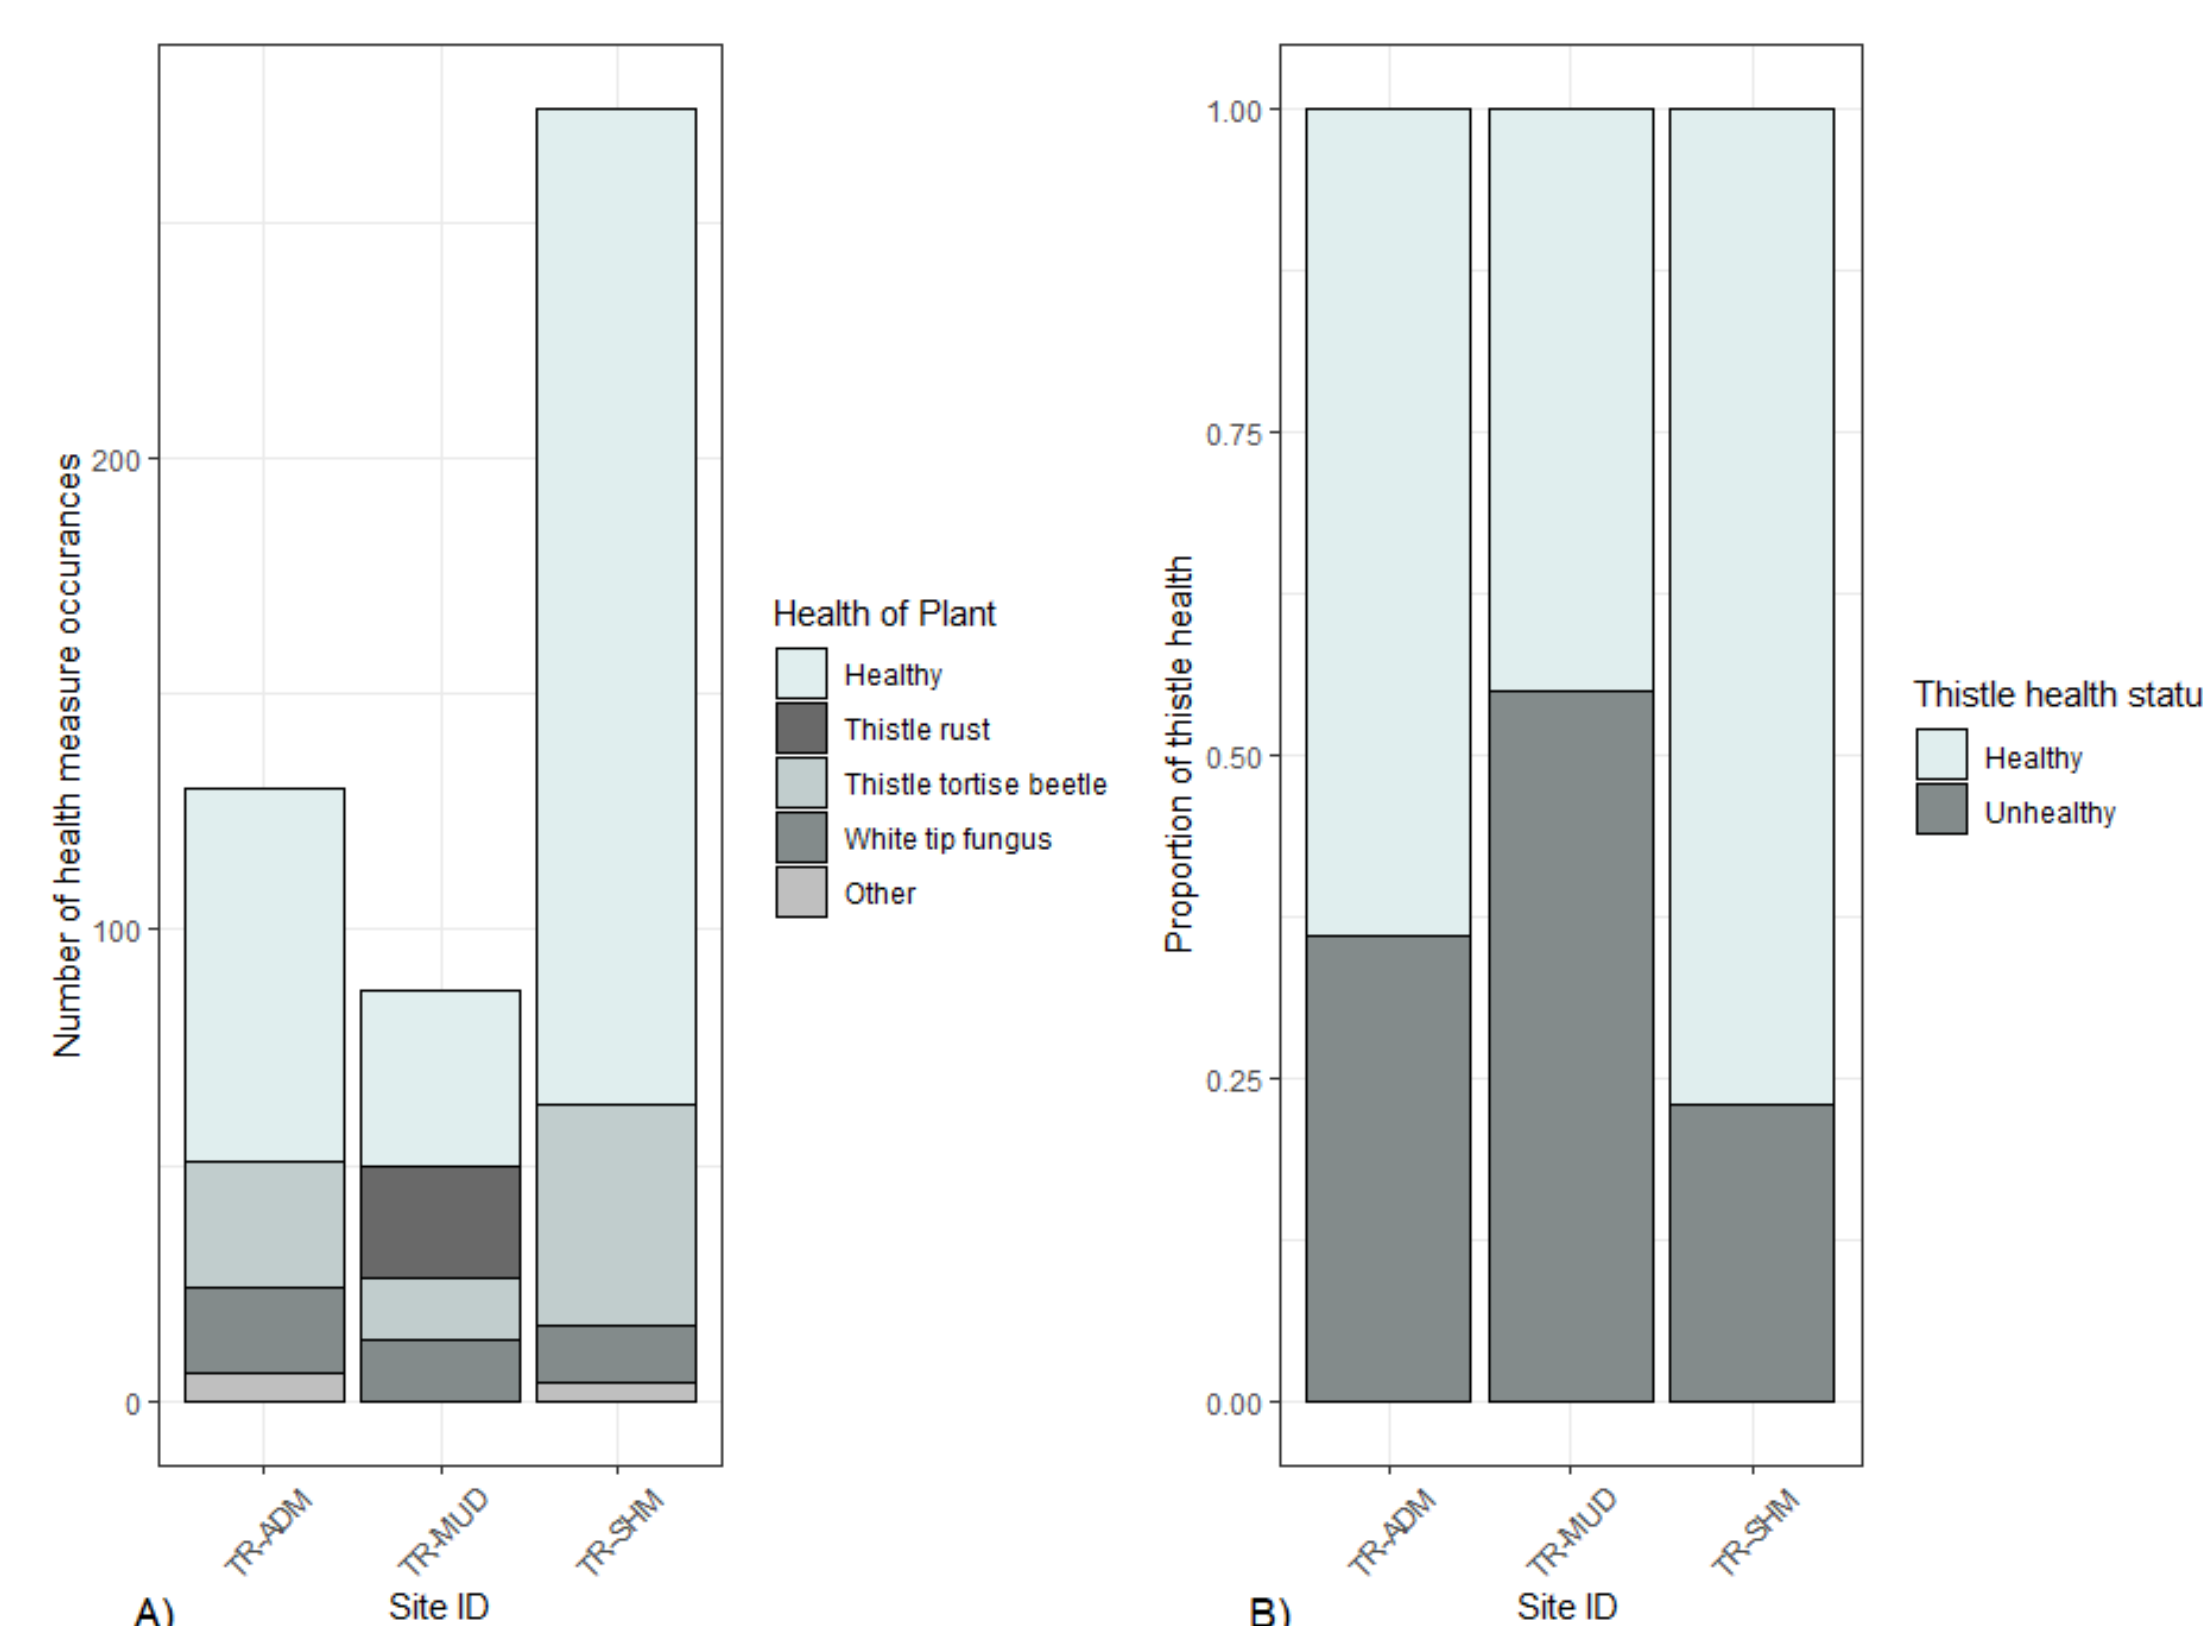 Number of health measure occurances
200
100
0
TR-ADM
TR-MUD
TR-SHM
Site ID
A)
Health of Plant
Healthy
Thistle rust
Thistle tortise beetle
White tip fungus
Other
Proportion of thistle health
1.00
0.75
0.50
0.25
0.00
TR-ADM
TR-MUD
TR-SHM
Site ID
B)
Thistle health statu
Healthy
Unhealthy